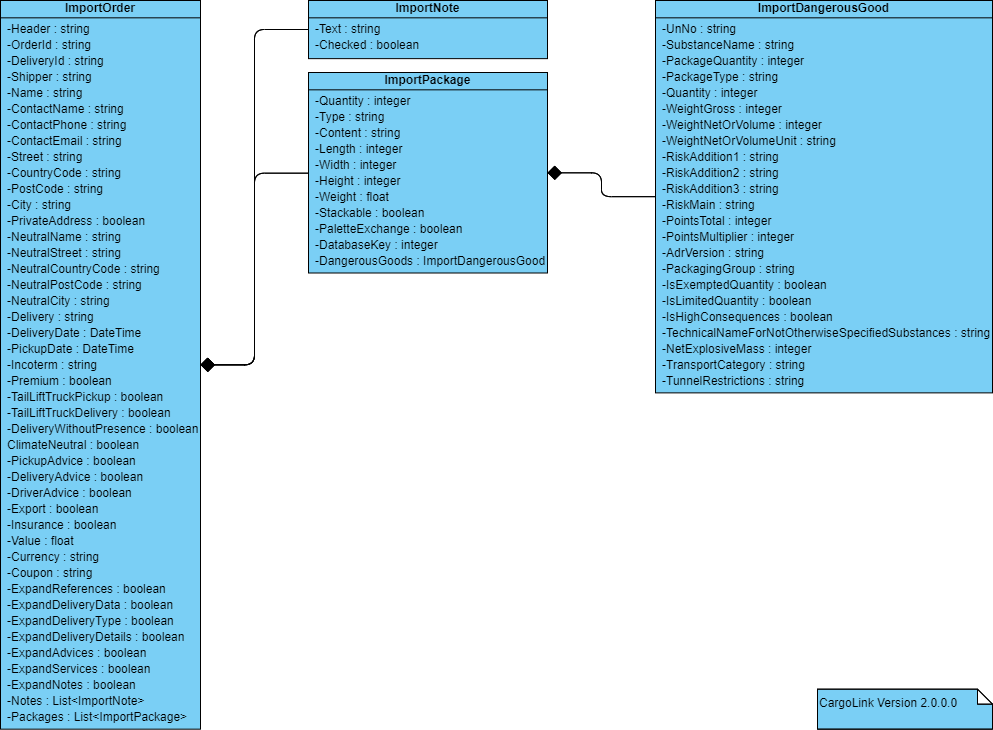 ImportOrder
-Header : string
-OrderId : string
-DeliveryId : string
-Shipper : string
-Name : string
-ContactName : string
-ContactPhone : string
-ContactEmail : string
-Street : string
-CountryCode : string
-PostCode : string
-City : string
-PrivateAddress : boolean
-NeutralName : string
-NeutralStreet : string
-NeutralCountryCode : string
-NeutralPostCode : string
-NeutralCity : string
-Delivery : string
-DeliveryDate : DateTime
-PickupDate : DateTime
-Incoterm : string
-Premium : boolean
-TailLiftTruckPickup : boolean
-TailLiftTruckDelivery : boolean
-DeliveryWithoutPresence : boolean
ClimateNeutral : boolean
-PickupAdvice : boolean
-DeliveryAdvice : boolean
-DriverAdvice : boolean
-Export : boolean
-Insurance : boolean
-Value : float
-Currency : string
-Coupon : string
-ExpandReferences : boolean
-ExpandDeliveryData : boolean
-ExpandDeliveryType : boolean
-ExpandDeliveryDetails : boolean
-ExpandAdvices : boolean
-ExpandServices : boolean
-ExpandNotes : boolean
-Notes : List<ImportNote>
-Packages : List<ImportPackage>
ImportNote
-Text : string
-Checked : boolean
ImportPackage
-Quantity : integer
-Type : string
-Content : string
-Length : integer
-Width : integer
-Height : integer
-Weight : float
-Stackable : boolean
-PaletteExchange : boolean
-DatabaseKey : integer
-DangerousGoods : ImportDangerousGood
ImportDangerousGood
-UnNo : string
-SubstanceName : string
-PackageQuantity : integer
-PackageType : string
-Quantity : integer
-WeightGross : integer
-WeightNetOrVolume : integer
-WeightNetOrVolumeUnit : string
-RiskAddition1 : string
-RiskAddition2 : string
-RiskAddition3 : string
-RiskMain : string
-PointsTotal : integer
-PointsMultiplier : integer
-AdrVersion : string
-PackagingGroup : string
-IsExemptedQuantity : boolean
-IsLimitedQuantity : boolean
-IsHighConsequences : boolean
-TechnicalNameForNotOtherwiseSpecifiedSubstances : string
-NetExplosiveMass : integer
-TransportCategory : string
-TunnelRestrictions : string
CargoLink Version 2.0.0.0